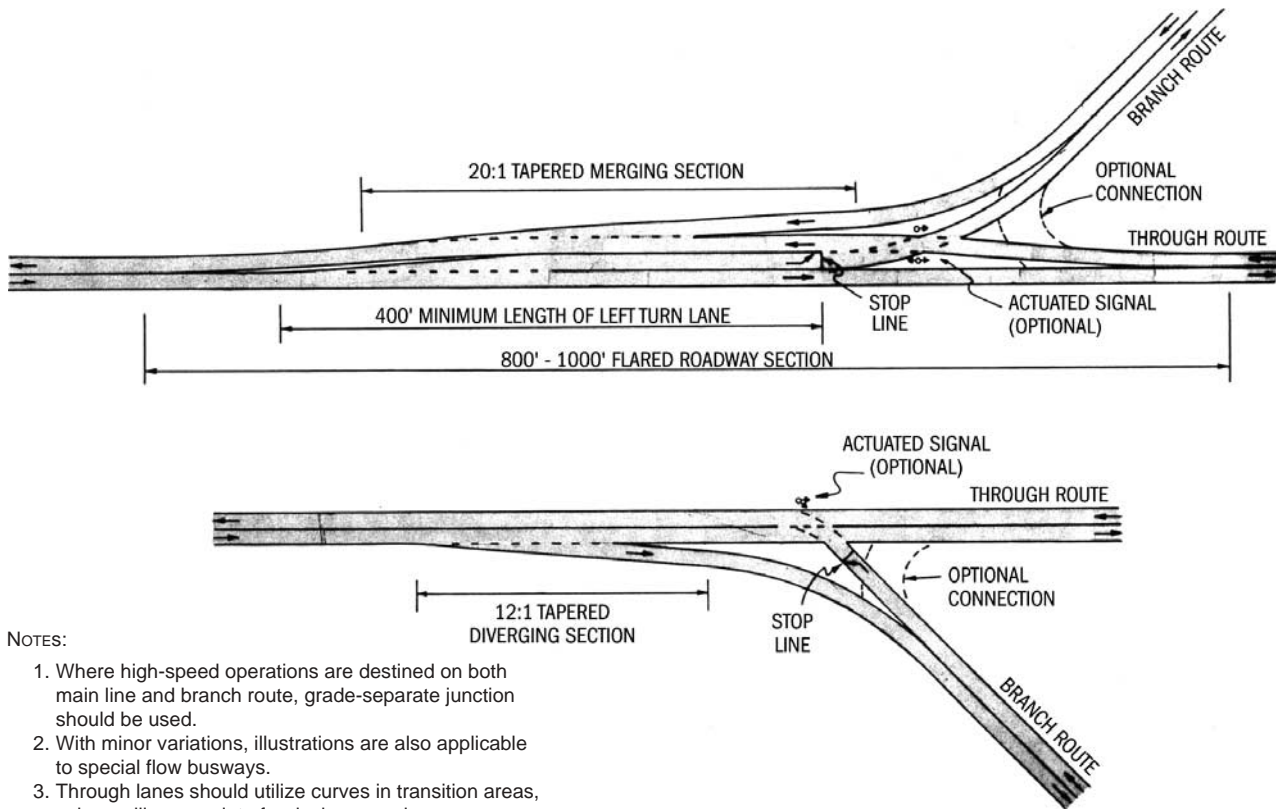 BRANCH ROUTE
20:1 TAPERED MERGING SECTION
OPTIONAL
CONNECTION
THROUGH ROUTE
STOP
LINE
ACTUATED SIGNAL
(OPTIONAL)
400' MINIMUM LENGTH OF LEFT TURN LANE
800' - 1000' FLARED ROADWAY SECTION
ACTUATED SIGNAL
(OPTIONAL)
THROUGH ROUTE
OPTIONAL
CONNECTION
12:1 TAPERED
DIVERGING SECTION
STOP
LINE
BRANCH ROUTE
NOTES:
1. Where high-speed operations are destined on both
main line and branch route, grade-separate junction
should be used.
2. With minor variations, illustrations are also applicable
to special flow busways.
3. Through lanes should utilize curves in transition areas,